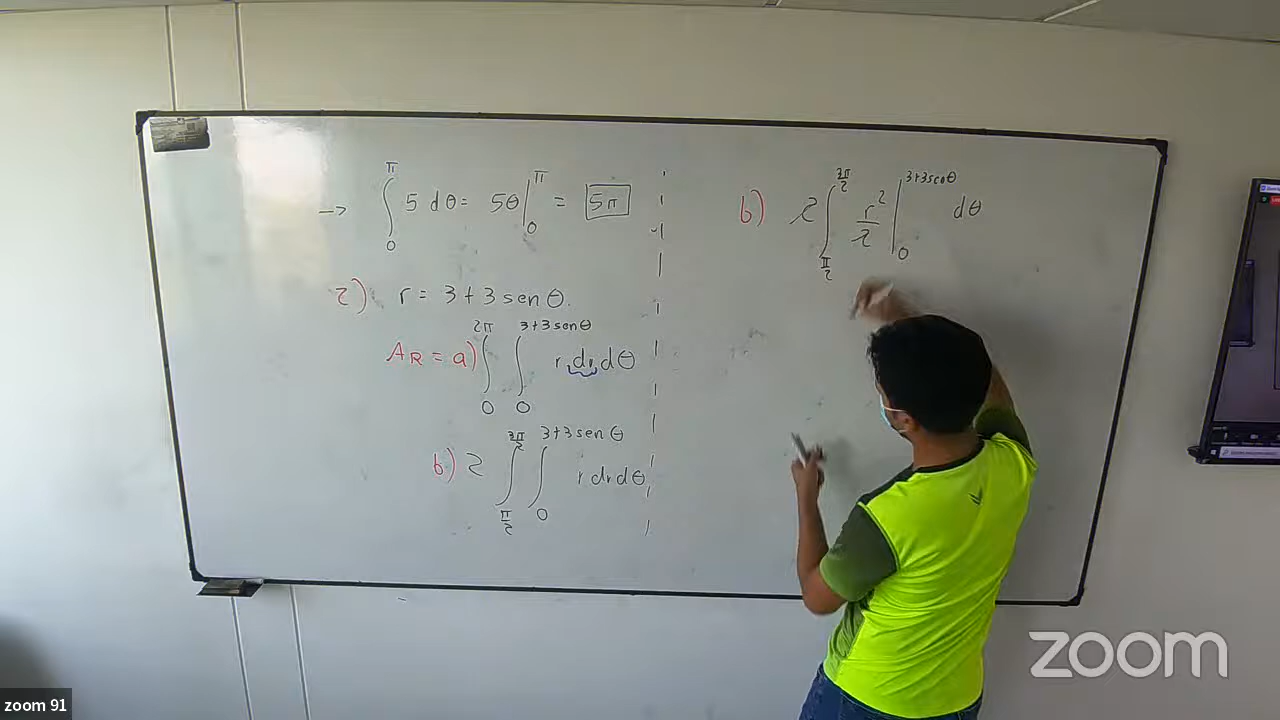 → ∫₀^π 5 dθ = 5θ |₀^π = 5π
2) r = 3 + 3 sen θ.
A_R = a) ∫₀^{2π} ∫₀^{3+3senθ} r dr dθ
b) 2 ∫_{π/2}^{3π/2} ∫₀^{3+3senθ} r dr dθ
b) 2 ∫_{π/2}^{3π/2} r²/2 |₀^{3+3senθ} dθ
zoom
zoom 91